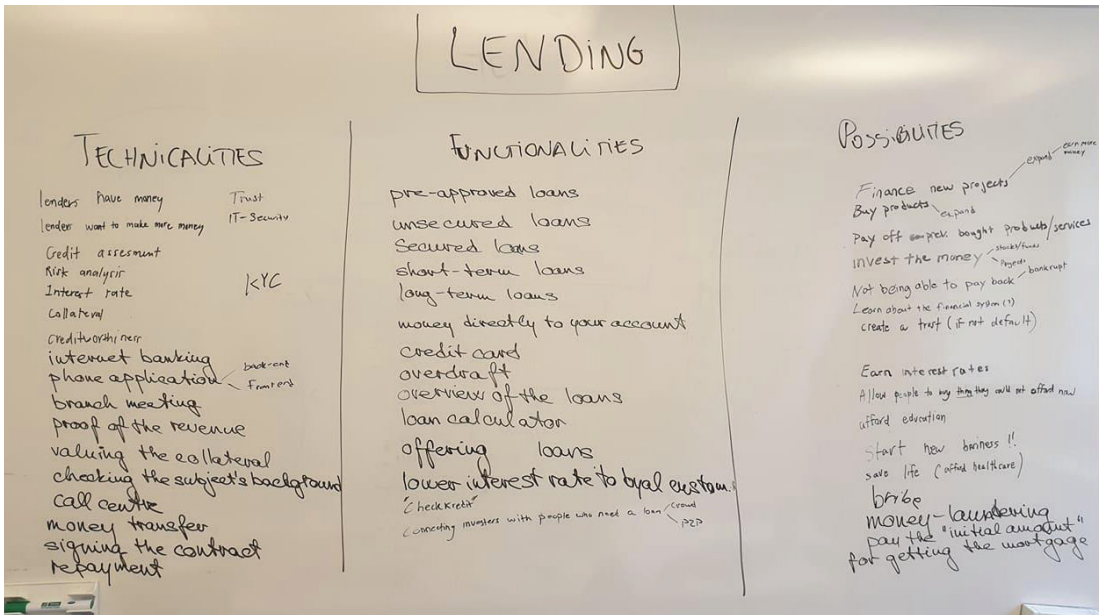 LENDING
TECHNICALITIES
lenders have money
Trust
lenders want to make more money
IT-Security
Credit assesment
Risk analysis
Interest rate
KYC
Collateral
creditworthiness
internet banking
phone application
back-end
Frontend
branch meeting
proof of the revenue
valuing the collateral
checking the subject's background
call centre
money transfer
signing the contract
repayment
FUNCTIONALITIES
pre-approved loans
unsecured loans
Secured loans
short-term loans
long-term loans
money directly to your account
credit card
overdraft
overview of the loans
loan calculator
offering loans
lower interest rate to loyal custom.
"CheckKredit"
Connecting investors with people who need a loan
crowd
P2P
POSSIBILITIES
Finance new projects
expand
earn more money
Buy products
expand
Pay off prev. bought products/services
invest the money
stocks/funds
Projects
Not being able to pay back
bankrupt
Learn about the financial system (?)
create a trust (if not default)
Earn interest rates
Allow people to buy thing they could not afford now
afford education
Start new business !!
save life (afford healthcare)
bribe
money-laundering
pay the "initial amount"
for getting the mortgage